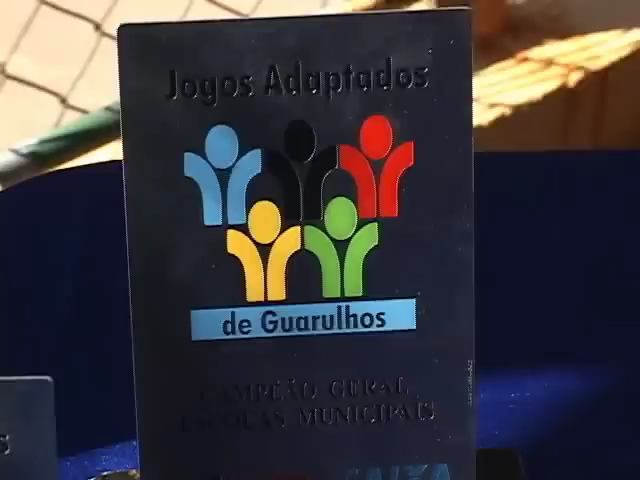 Jogos Adaptados
de Guarulhos
CAMPEÃO GERAL
ESCOLAS MUNICIPAIS